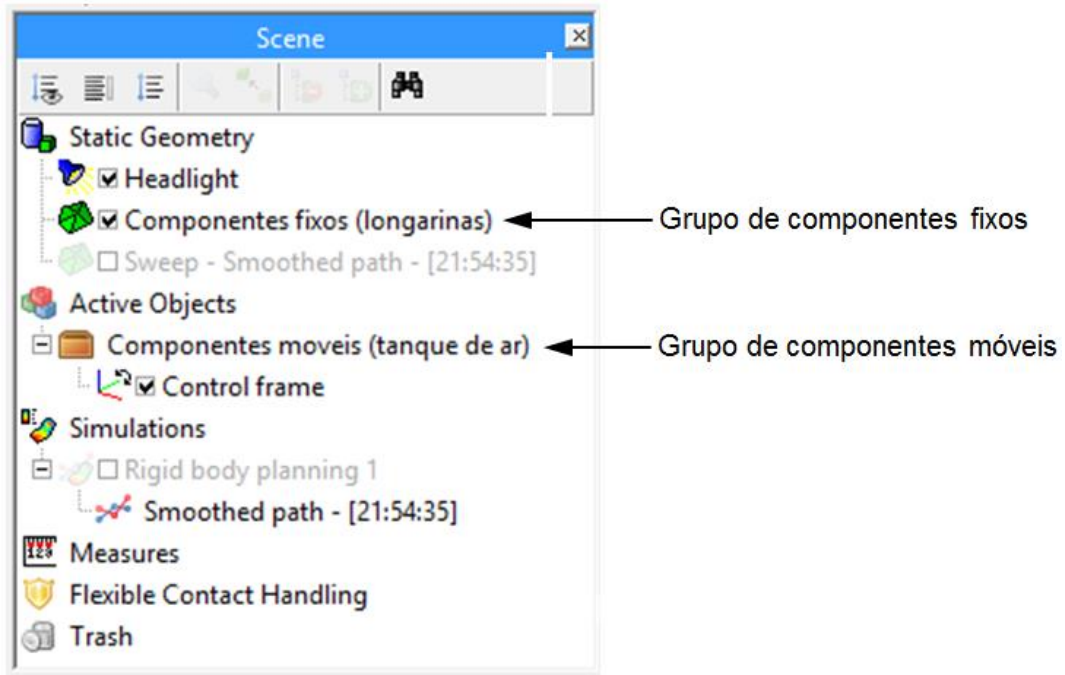 Scene
Static Geometry
Headlight
Componentes fixos (longarinas)
Grupo de componentes fixos
Sweep - Smoothed path - [21:54:35]
Active Objects
Componentes moveis (tanque de ar)
Grupo de componentes móveis
Control frame
Simulations
Rigid body planning 1
Smoothed path - [21:54:35]
Measures
Flexible Contact Handling
Trash